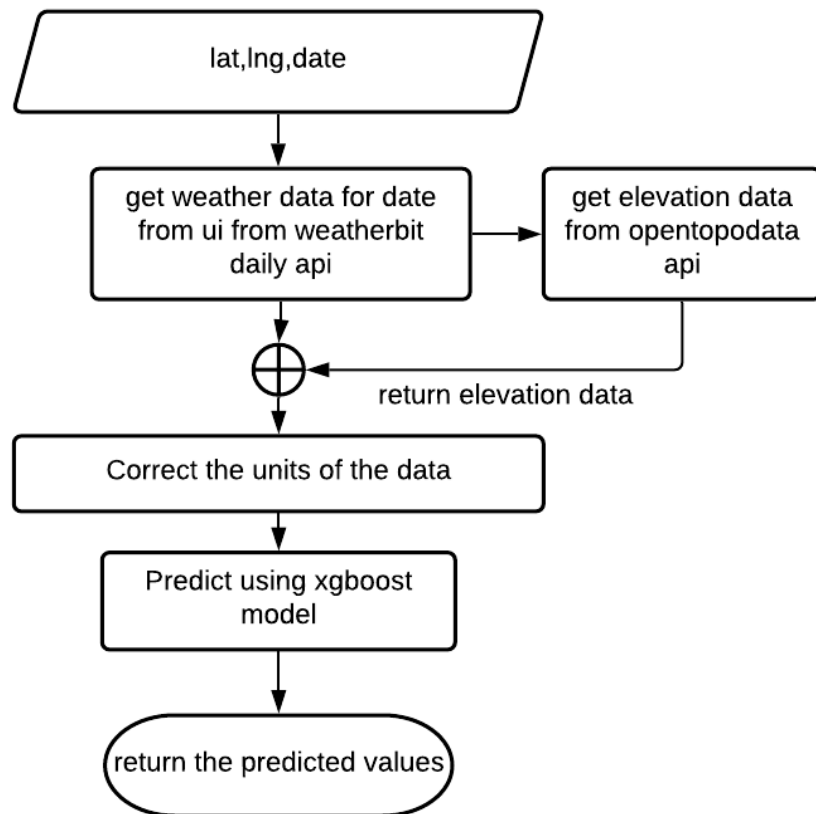 lat,lng,date
get weather data for date
from ui from weatherbit
daily api
get elevation data
from opentopodata
api
return elevation data
Correct the units of the data
Predict using xgboost
model
return the predicted values